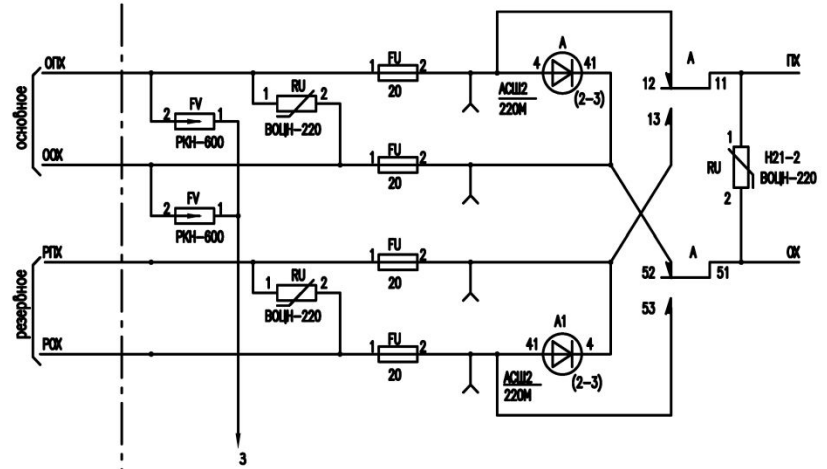 основное
резервное
ОПХ
ООХ
РПХ
РОХ
2 FV 1
РКН-600
2 FV 1
РКН-600
1 RU 2
ВОЦН-220
1 RU 2
ВОЦН-220
1 FU 2
20
1 FU 2
20
1 FU 2
20
1 FU 2
20
А
4 41
АСШ2
220М
(2-3)
А1
41 4
АСШ2
220М
(2-3)
А
12 11
13
А
52 51
53
ПХ
ОХ
1
RU
2
Н21-2
ВОЦН-220
З